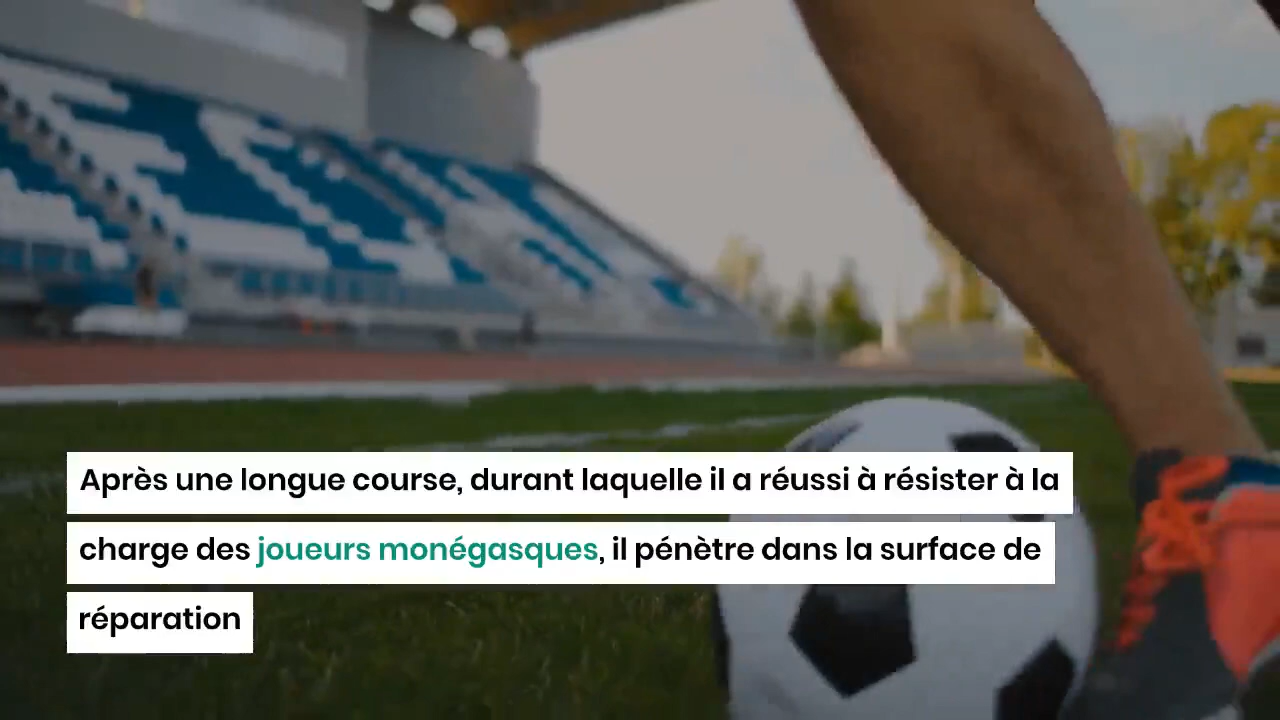 Après une longue course, durant laquelle il a réussi à résister à la
charge des joueurs monégasques, il pénètre dans la surface de
réparation